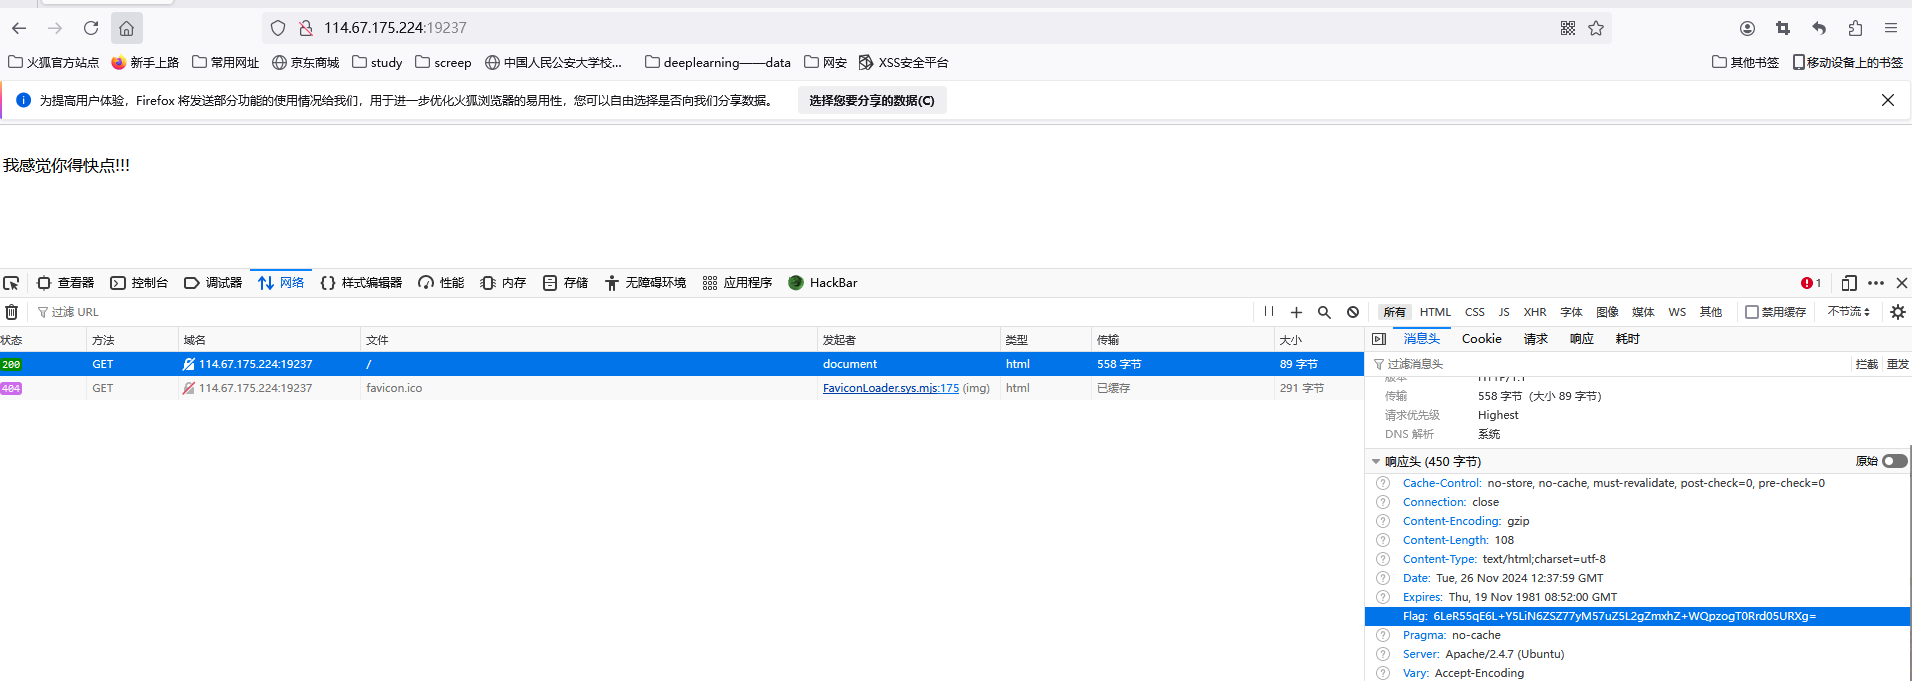 114.67.175.224:19237
火狐官方站点 新手上路 常用网址 京东商城 study screep 中国人民公安大学校... deeplearning——data 网安 XSS安全平台 其他书签 移动设备上的书签
为提高用户体验，Firefox 将发送部分功能的使用情况给我们，用于进一步优化火狐浏览器的易用性，您可以自由选择是否向我们分享数据。 选择您要分享的数据(C)
我感觉你得快点!!!
查看器 控制台 调试器 网络 样式编辑器 性能 内存 存储 无障碍环境 应用程序 HackBar 1
过滤 URL 所有 HTML CSS JS XHR 字体 图像 媒体 WS 其他 禁用缓存 不节流
状态 方法 域名 文件 发起者 类型 传输 大小
200 GET 114.67.175.224:19237 / document html 558 字节 89 字节
404 GET 114.67.175.224:19237 favicon.ico FaviconLoader.sys.mjs:175 (img) html 已缓存 291 字节
消息头 Cookie 请求 响应 耗时
过滤消息头 拦截 重发
版本 HTTP/1.1
传输 558 字节 (大小 89 字节)
请求优先级 Highest
DNS 解析 系统
响应头 (450 字节) 原始
Cache-Control: no-store, no-cache, must-revalidate, post-check=0, pre-check=0
Connection: close
Content-Encoding: gzip
Content-Length: 108
Content-Type: text/html;charset=utf-8
Date: Tue, 26 Nov 2024 12:37:59 GMT
Expires: Thu, 19 Nov 1981 08:52:00 GMT
Flag: 6LeR55qE6L+Y5LiN6ZSZ77yM57uZ5L2gZmxhZ+WQpzogT0Rrd05URXg=
Pragma: no-cache
Server: Apache/2.4.7 (Ubuntu)
Vary: Accept-Encoding